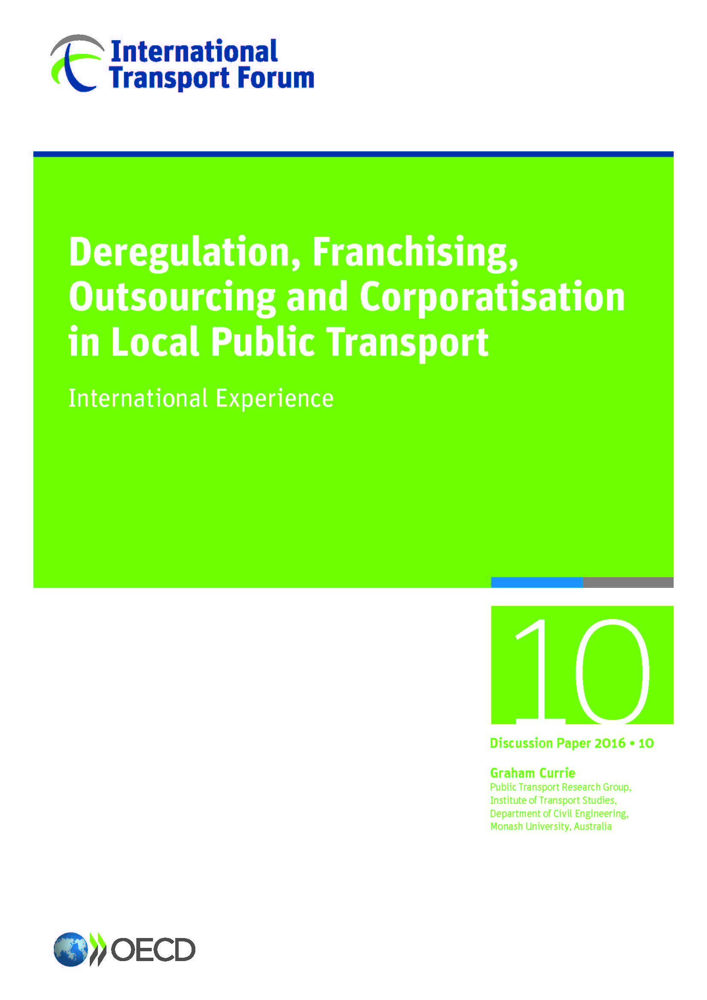 International
Transport Forum
Deregulation, Franchising,
Outsourcing and Corporatisation
in Local Public Transport
International Experience
10
Discussion Paper 2016 • 10
Graham Currie
Public Transport Research Group,
Institute of Transport Studies,
Department of Civil Engineering,
Monash University, Australia
OECD